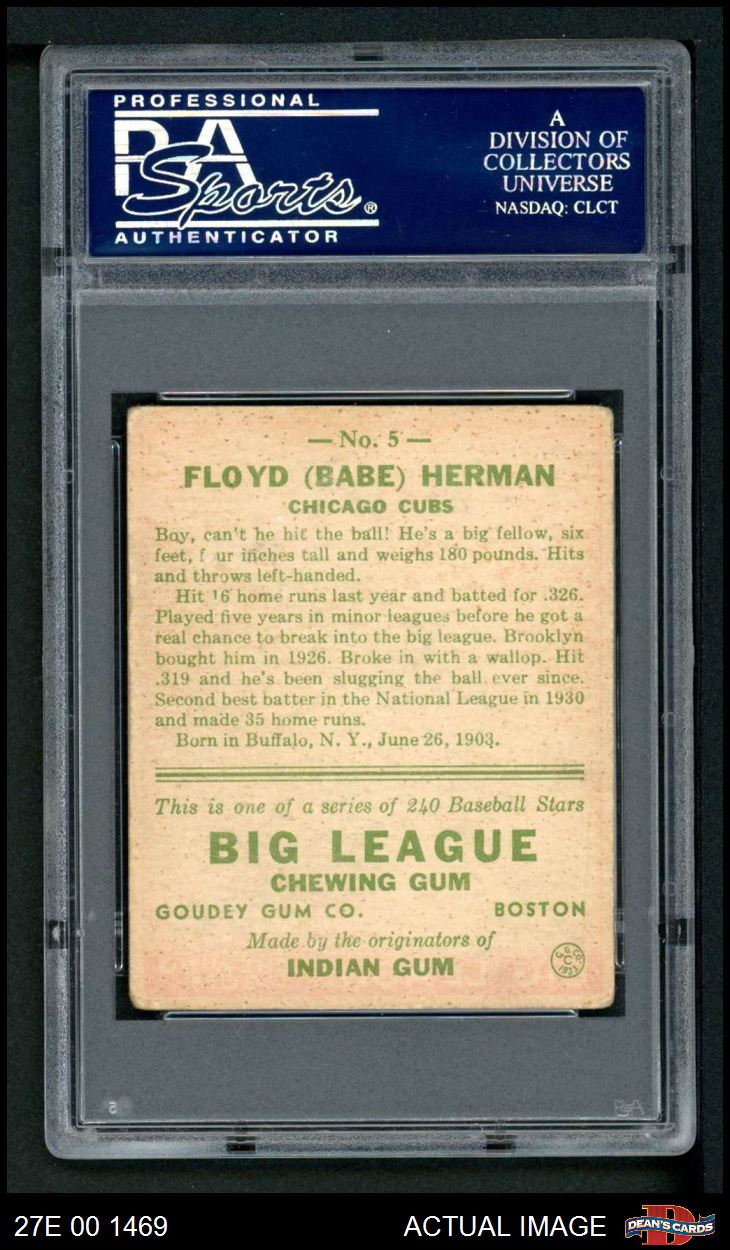 PROFESSIONAL
PSA
Sports®
AUTHENTICATOR
A
DIVISION OF
COLLECTORS
UNIVERSE
NASDAQ: CLCT
— No. 5 —
FLOYD (BABE) HERMAN
CHICAGO CUBS
Boy, can't he hit the ball! He's a big fellow, six
feet, f ur inches tall and weighs 180 pounds. Hits
and throws left-handed.
Hit 16 home runs last year and batted for .326.
Played five years in minor leagues before he got a
real chance to break into the big league. Brooklyn
bought him in 1926. Broke in with a wallop. Hit
.319 and he's been slugging the ball ever since.
Second best batter in the National League in 1930
and made 35 home runs.
Born in Buffalo, N. Y., June 26, 1903.
This is one of a series of 240 Baseball Stars
BIG LEAGUE
CHEWING GUM
GOUDEY GUM CO. BOSTON
Made by the originators of
INDIAN GUM
G. G. CO.
C
1933
PSA
27E 00 1469
ACTUAL IMAGE
D
DEAN'S CARDS